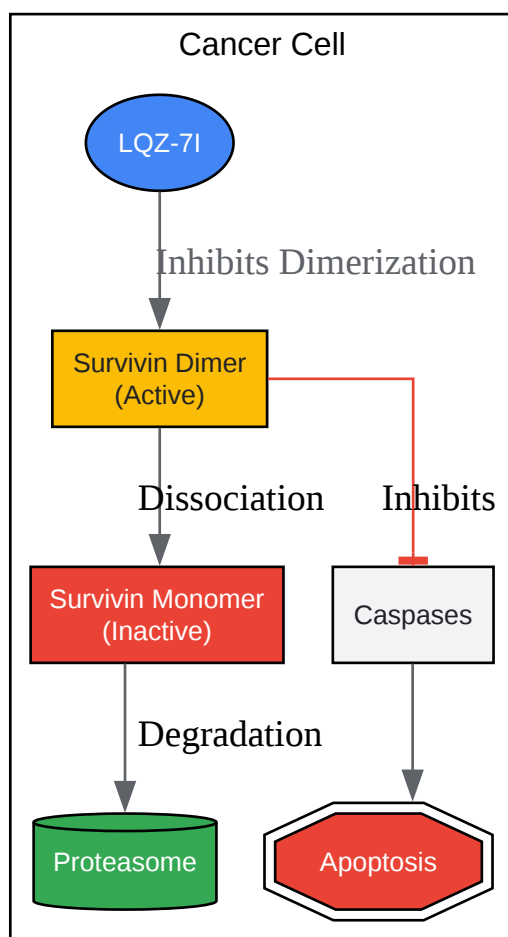 Cancer Cell
LQZ-7I
Inhibits Dimerization
Survivin Dimer
(Active)
Dissociation
Inhibits
Survivin Monomer
(Inactive)
Caspases
Degradation
Proteasome
Apoptosis